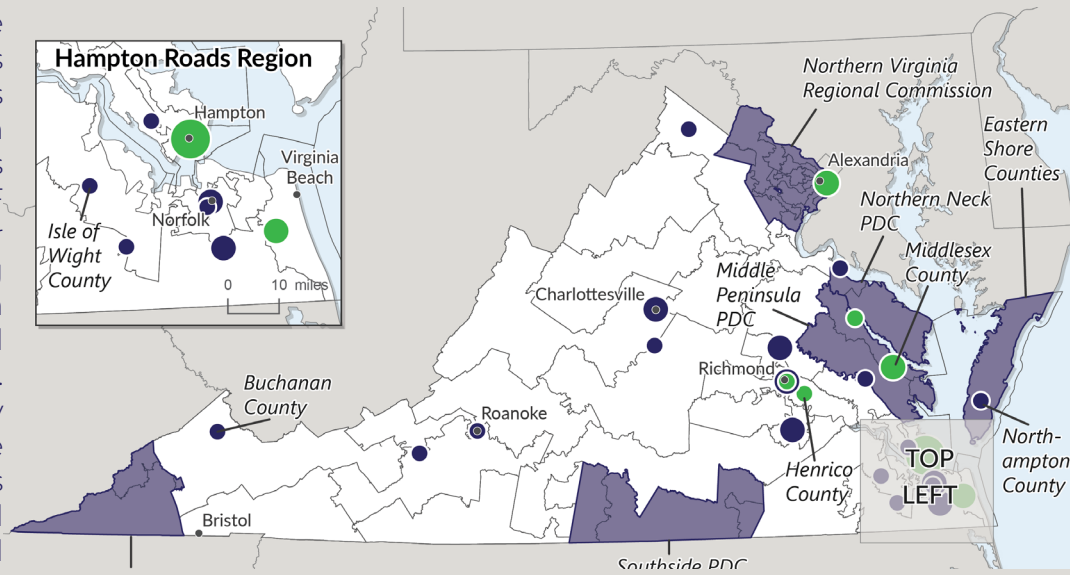 Hampton Roads Region
Hampton
Virginia
Beach
Norfolk
Isle of
Wight
County
0
10 miles
Northern Virginia
Regional Commission
Eastern
Shore
Counties
Alexandria
Northern Neck
PDC
Middlesex
County
Middle
Peninsula
PDC
Charlottesville
Richmond
Buchanan
County
Roanoke
Henrico
County
North-
ampton
County
TOP
LEFT
Bristol
Southside PDC